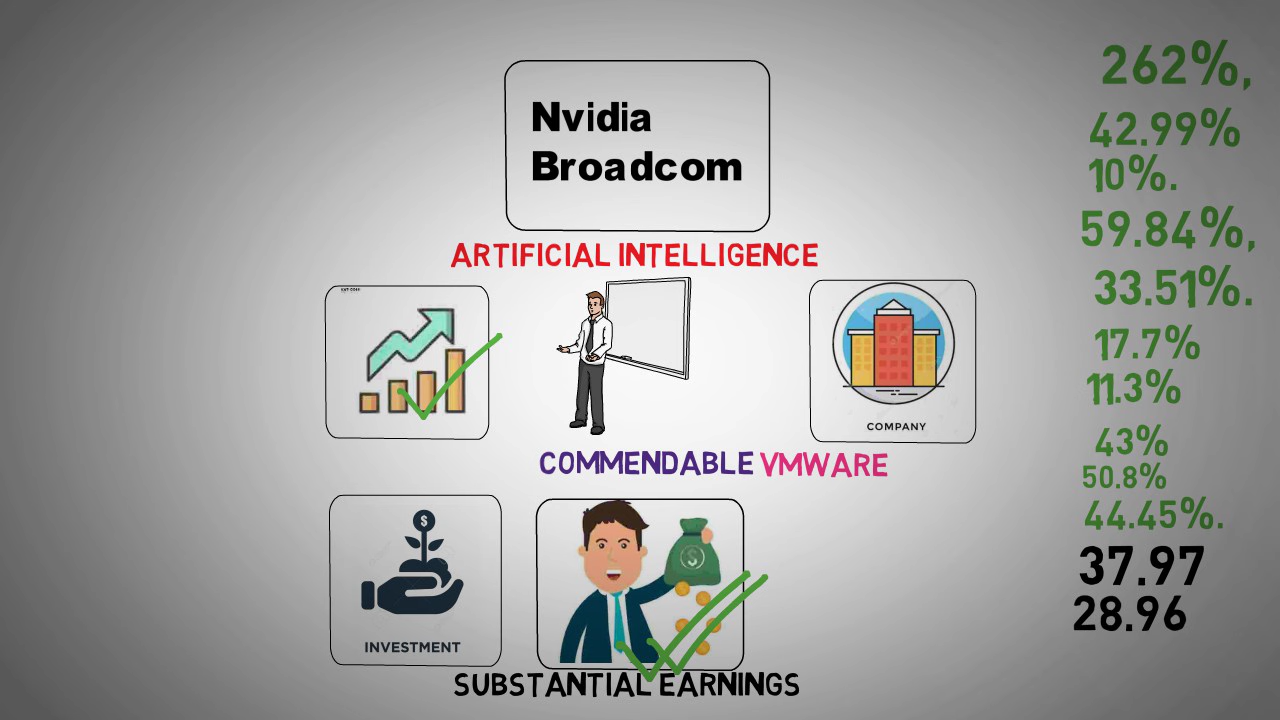 Nvidia
Broadcom
ARTIFICIAL INTELLIGENCE
COMPANY
COMMENDABLE VMWARE
INVESTMENT
$
$
SUBSTANTIAL EARNINGS
262%,
42.99%
10%.
59.84%,
33.51%.
17.7%
11.3%
43%
50.8%
44.45%.
37.97
28.96